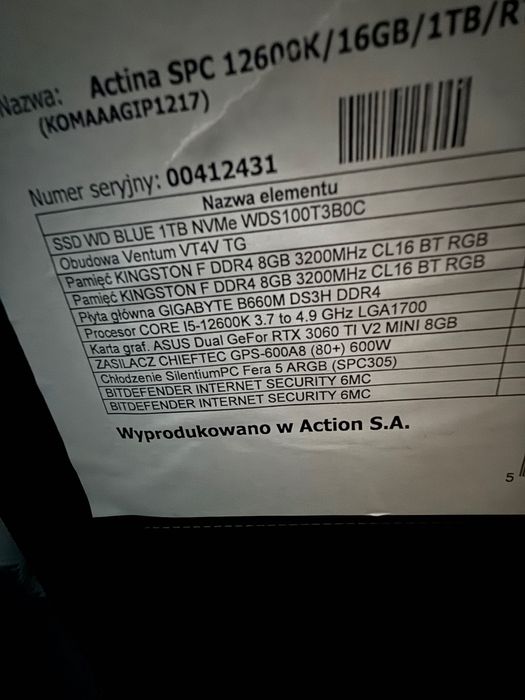 Nazwa: Actina SPC 12600K/16GB/1TB/R
(KOMAAAGIP1217)
Numer seryjny: 00412431
Nazwa elementu
SSD WD BLUE 1TB NVMe WDS100T3B0C
Obudowa Ventum VT4V TG
Pamięć KINGSTON F DDR4 8GB 3200MHz CL16 BT RGB
Pamięć KINGSTON F DDR4 8GB 3200MHz CL16 BT RGB
Płyta główna GIGABYTE B660M DS3H DDR4
Procesor CORE I5-12600K 3.7 to 4.9 GHz LGA1700
Karta graf. ASUS Dual GeFor RTX 3060 TI V2 MINI 8GB
ZASILACZ CHIEFTEC GPS-600A8 (80+) 600W
Chłodzenie SilentiumPC Fera 5 ARGB (SPC305)
BITDEFENDER INTERNET SECURITY 6MC
BITDEFENDER INTERNET SECURITY 6MC
Wyprodukowano w Action S.A.
5